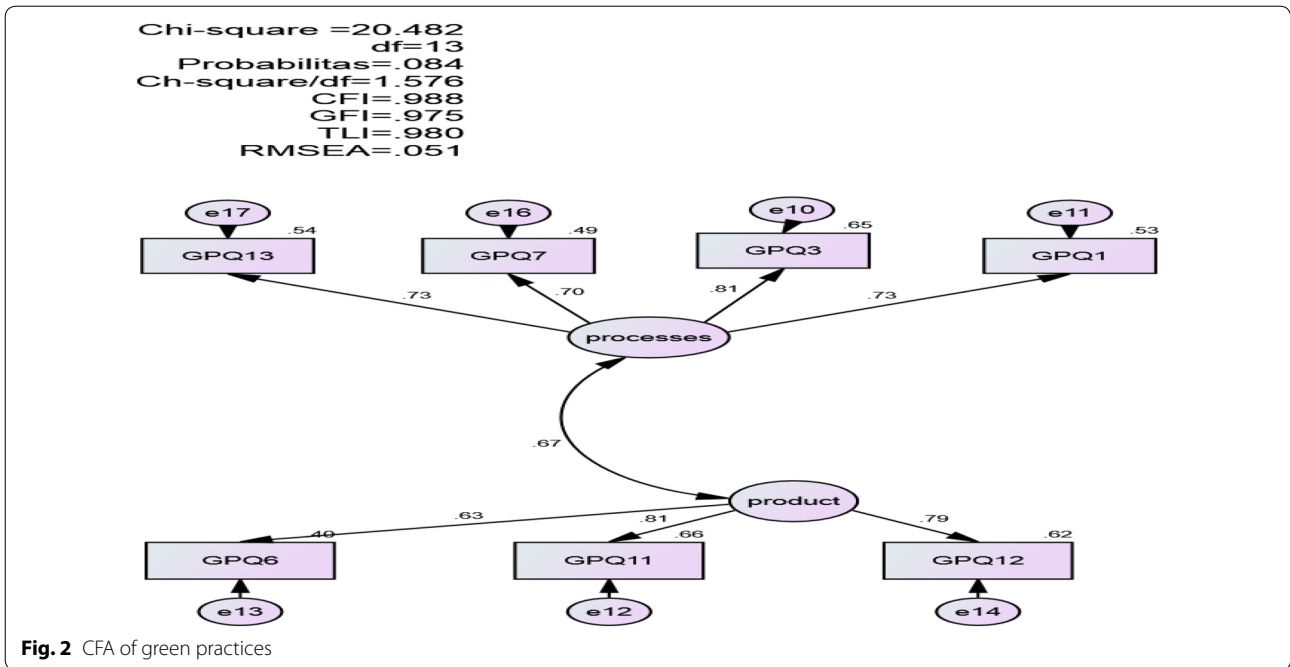 Chi-square =20.482
df=13
Probabilitas=.084
Ch-square/df=1.576
CFI=.988
GFI=.975
TLI=.980
RMSEA=.051
e17 e16 e10 e11
.54 .49 .65 .53
GPQ13 GPQ7 GPQ3 GPQ1
.73 .70 .81 .73
processes
.67
product
.63 .81 .79
.40 .66 .62
GPQ6 GPQ11 GPQ12
e13 e12 e14
Fig. 2 CFA of green practices